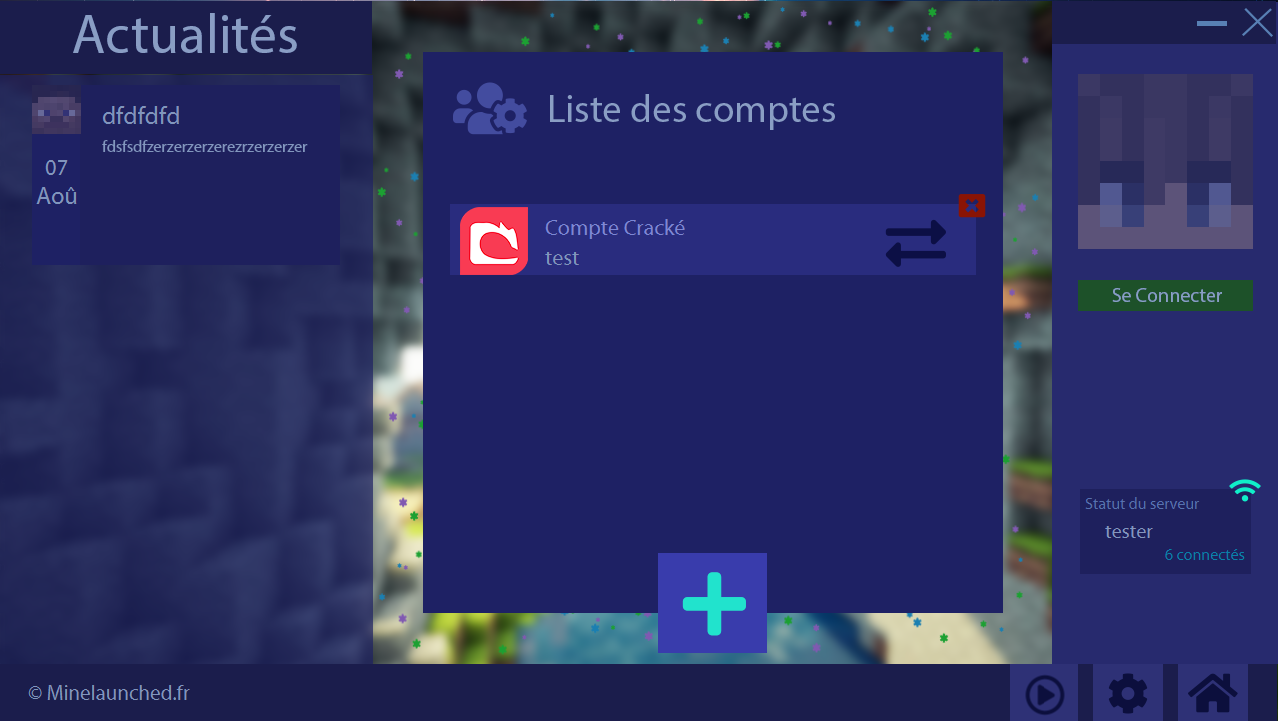 Actualités
dfdfdfd
fdsfsdfzerzerzerzerezrzerzerzer
07
Aoû
Liste des comptes
Compte Cracké
test
Se Connecter
Statut du serveur
tester
6 connectés
© Minelaunched.fr